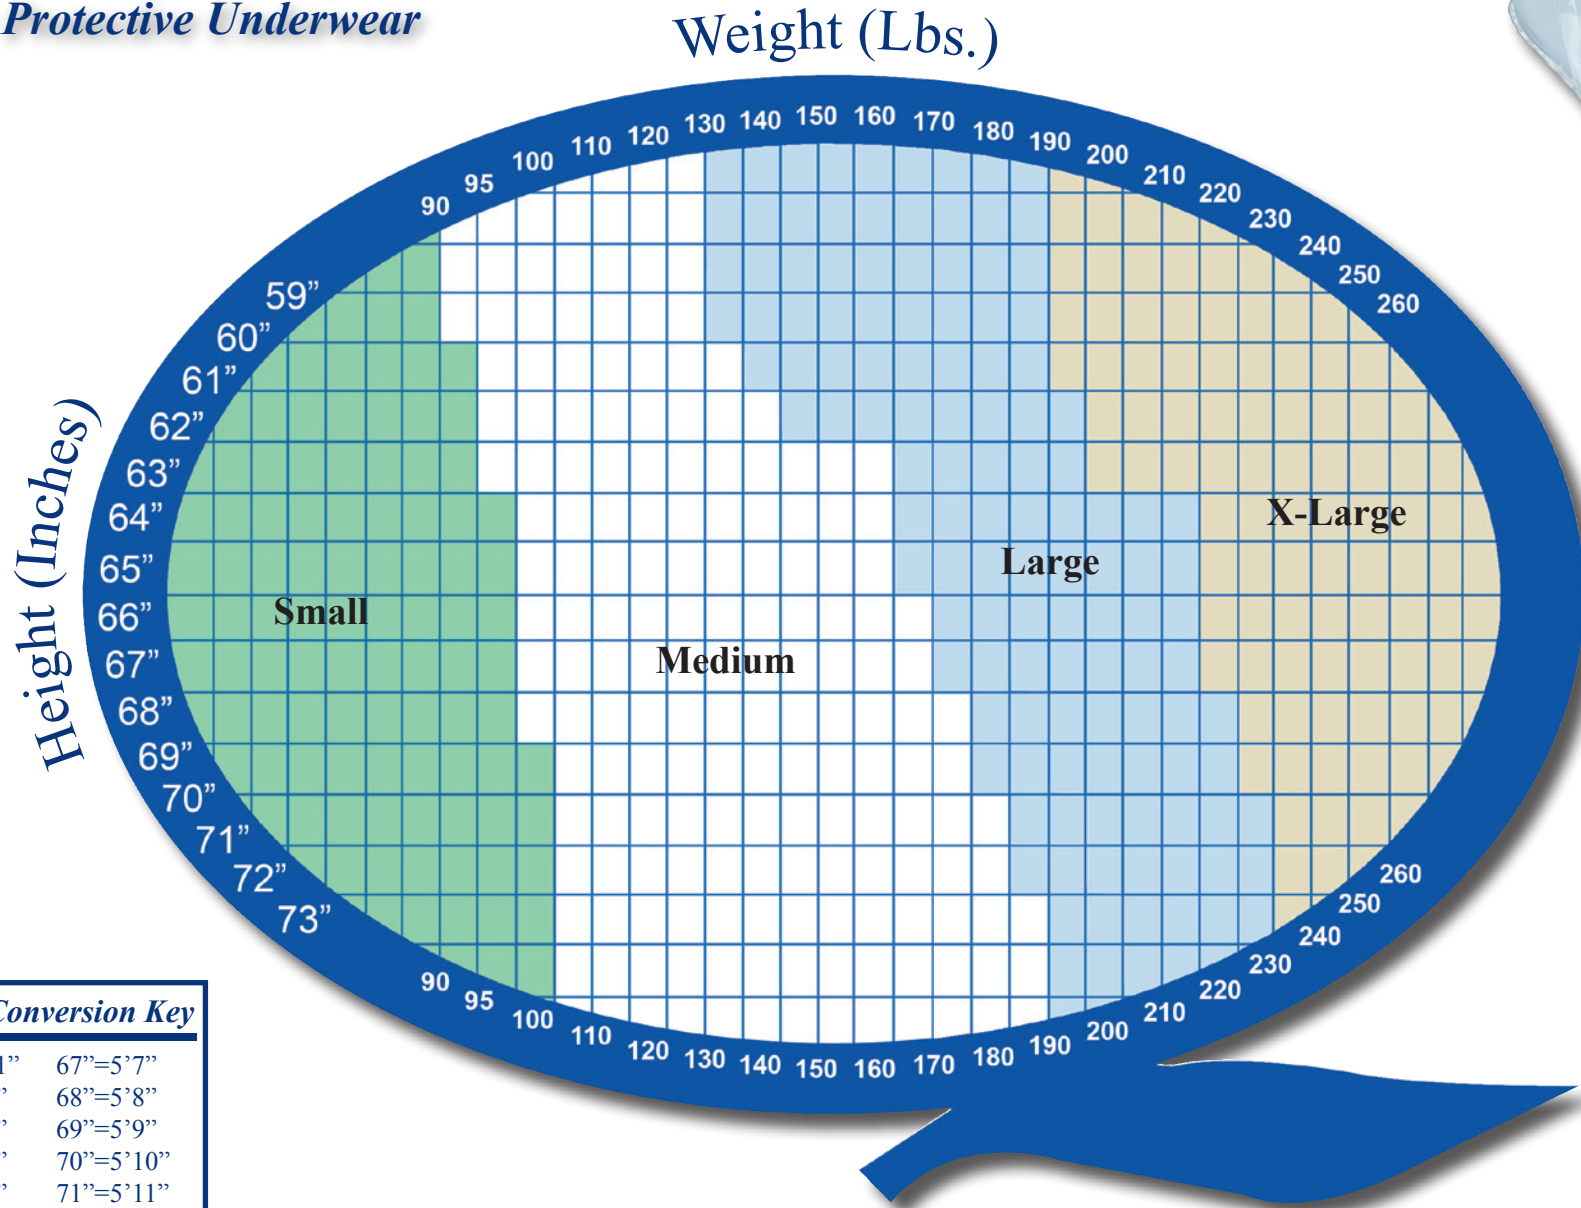 Protective Underwear
Weight (Lbs.)
90 95 100 110 120 130 140 150 160 170 180 190 200 210 220 230 240 250 260
Height (Inches)
59”
60”
61”
62”
63”
64”
65”
66”
67”
68”
69”
70”
71”
72”
73”
X-Large
Large
Small
Medium
90 95 100 110 120 130 140 150 160 170 180 190 200 210 220 230 240 250 260
Conversion Key
1” 67”=5’7”
” 68”=5’8”
” 69”=5’9”
” 70”=5’10”
” 71”=5’11”